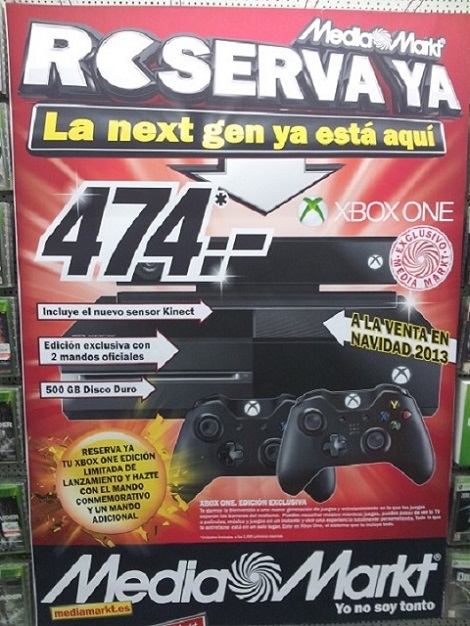 MediaMarkt
RESERVA YA
La next gen ya está aquí
474.-*
XBOX ONE
EXCLUSIVO MEDIA MARKT
Incluye el nuevo sensor Kinect
A LA VENTA EN
NAVIDAD 2013
Edición exclusiva con
2 mandos oficiales
500 GB Disco Duro
RESERVA YA
TU XBOX ONE EDICIÓN
LIMITADA DE
LANZAMIENTO Y HAZTE
CON EL MANDO
CONMEMORATIVO
Y UN MANDO
ADICIONAL
XBOX ONE. EDICIÓN EXCLUSIVA
MediaMarkt
mediamarkt.es
Yo no soy tonto